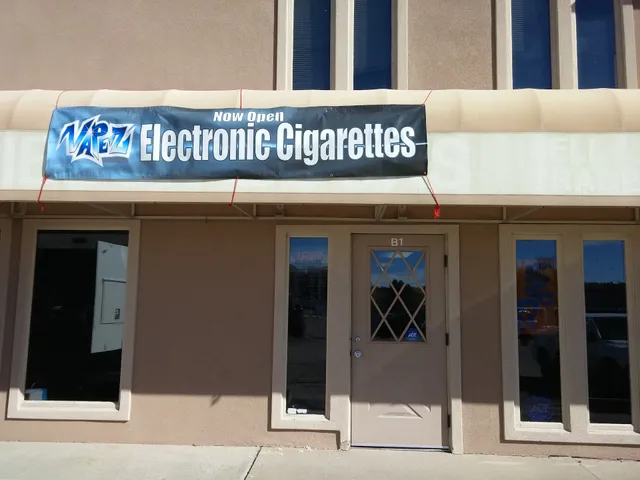 Now Open
VAPEZ Electronic Cigarettes
B1